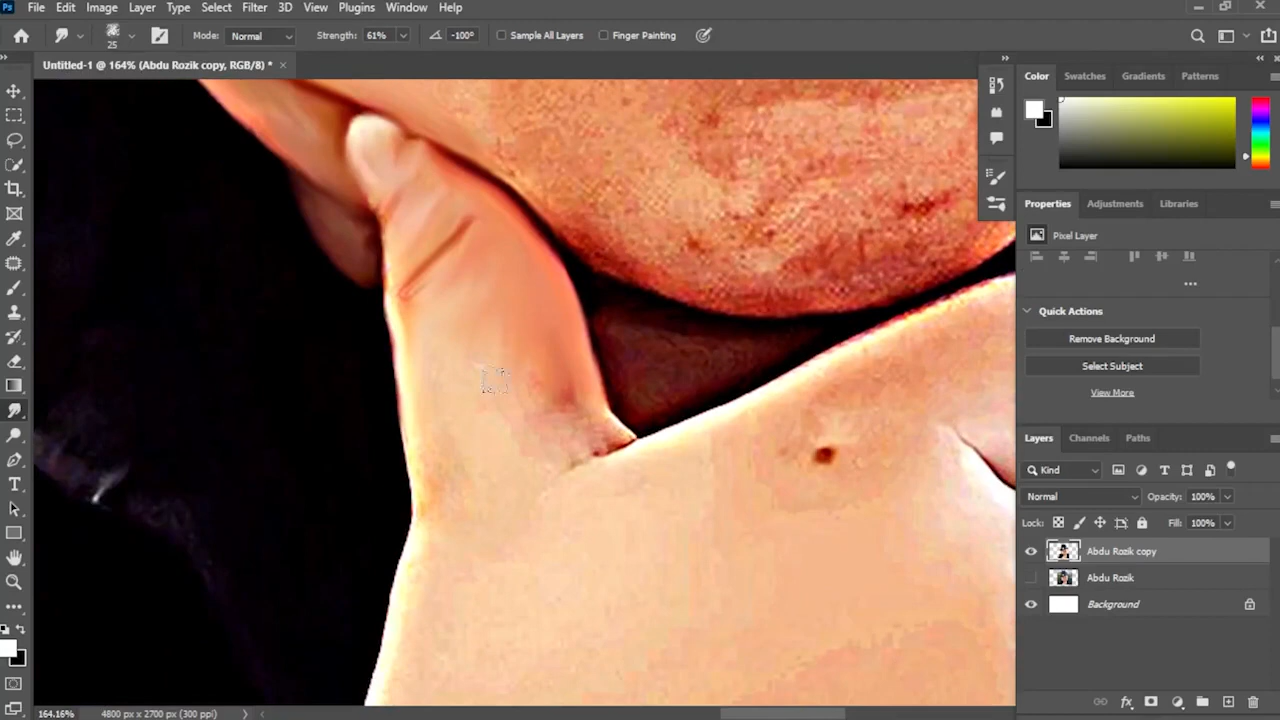 Ps File Edit Image Layer Type Select Filter 3D View Plugins Window Help
25 Mode: Normal Strength: 61% -100° Sample All Layers Finger Painting
Untitled-1 @ 164% (Abdu Rozik copy, RGB/8) *
Color Swatches Gradients Patterns
Properties Adjustments Libraries
Pixel Layer
Quick Actions
Remove Background
Select Subject
View More
Layers Channels Paths
Kind
Normal Opacity: 100%
Lock: Fill: 100%
Abdu Rozik copy
Abdu Rozik
Background
164.16% 4800 px x 2700 px (300 ppi)